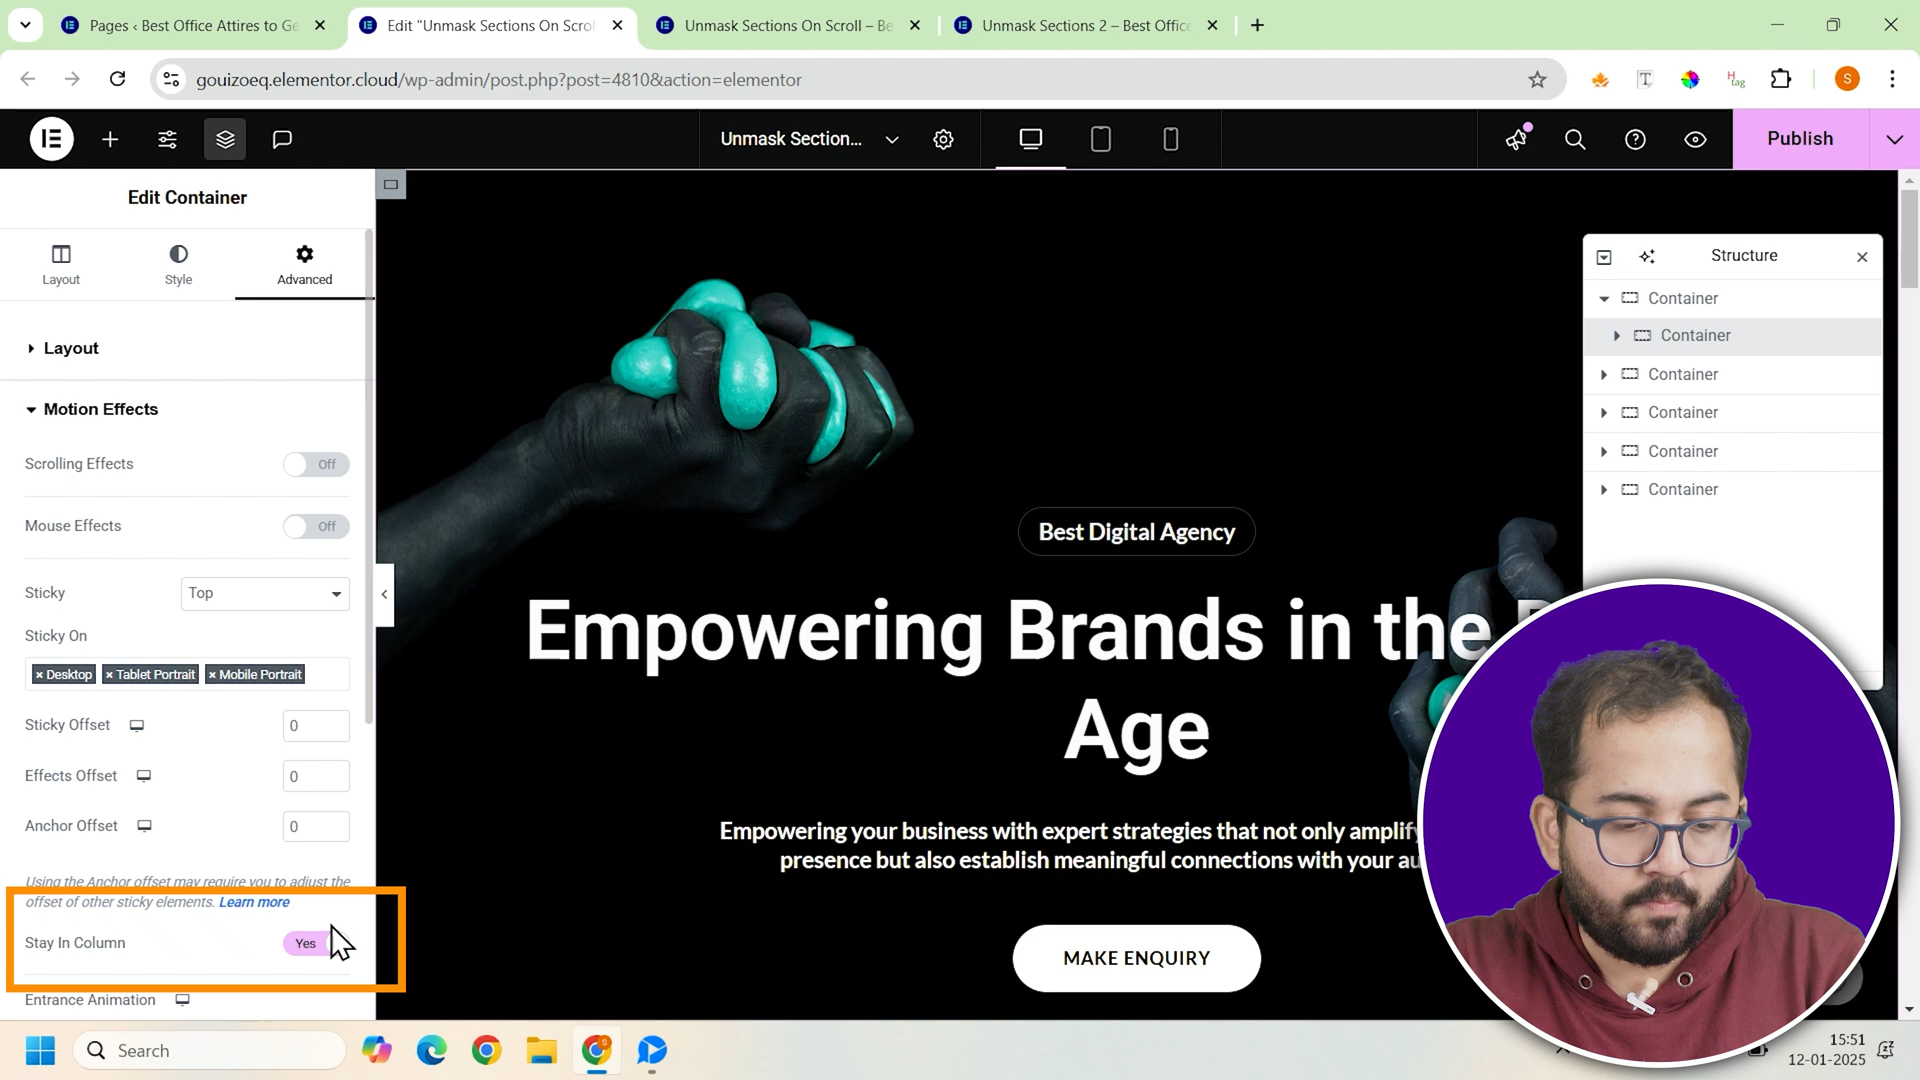 Pages ‹ Best Office Attires to Ge
Edit "Unmask Sections On Scrol
Unmask Sections On Scroll – Be
Unmask Sections 2 – Best Office
gouizoeq.elementor.cloud/wp-admin/post.php?post=4810&action=elementor
T
H
tag
S
Unmask Section...
Publish
Edit Container
Layout
Style
Advanced
Layout
Motion Effects
Scrolling Effects
Off
Mouse Effects
Off
Sticky
Top
Sticky On
× Desktop
× Tablet Portrait
× Mobile Portrait
Sticky Offset
0
Effects Offset
0
Anchor Offset
0
Using the Anchor offset may require you to adjust the
offset of other sticky elements. Learn more
Stay In Column
Yes
Entrance Animation
Best Digital Agency
Empowering Brands in the
Age
Empowering your business with expert strategies that not only amplify
presence but also establish meaningful connections with your au
MAKE ENQUIRY
Structure
Container
Container
Container
Container
Container
Container
Search
15:51
12-01-2025